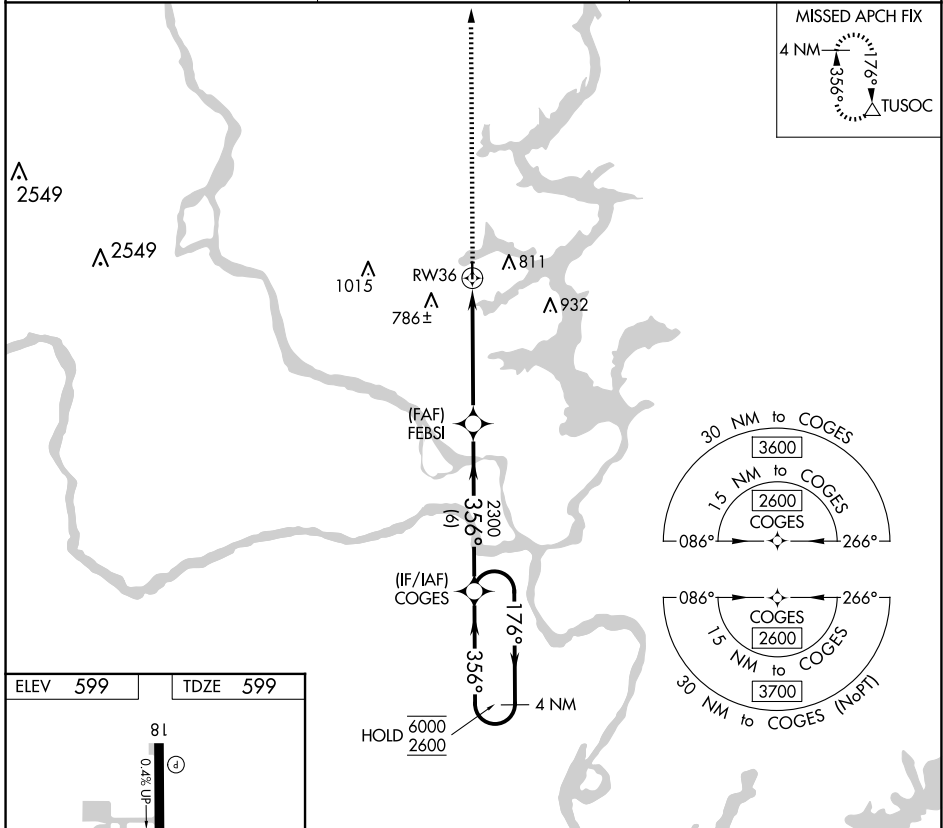 MISSED APCH FIX
4 NM
176°
356°
TUSOC
2549
2549
1015
RW36
811
786±
932
(FAF)
FEBSI
2300
356°
(6)
(IF/IAF)
COGES
176°
356°
4 NM
HOLD 6000
2600
30 NM to COGES
3600
15 NM to COGES
2600
COGES
086°
266°
086°
266°
COGES
2600
15 NM to COGES
3700
30 NM to COGES (NoPT)
ELEV 599
TDZE 599
18
P
0.4% UP